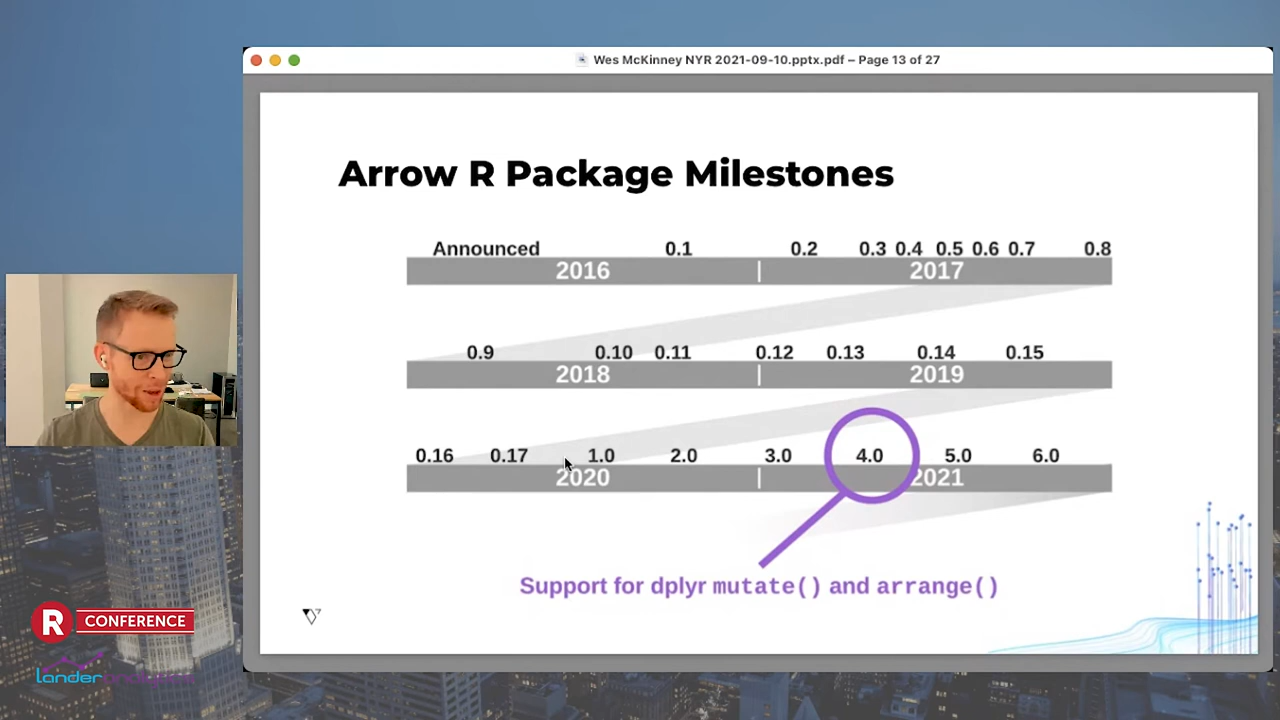 Wes McKinney NYR 2021-09-10.pptx.pdf – Page 13 of 27
Arrow R Package Milestones
Announced 0.1 0.2 0.3 0.4 0.5 0.6 0.7 0.8
2016 | 2017
0.9 0.10 0.11 0.12 0.13 0.14 0.15
2018 | 2019
0.16 0.17 1.0 2.0 3.0 4.0 5.0 6.0
2020 | 2021
Support for dplyr mutate() and arrange()
R CONFERENCE
lander analytics